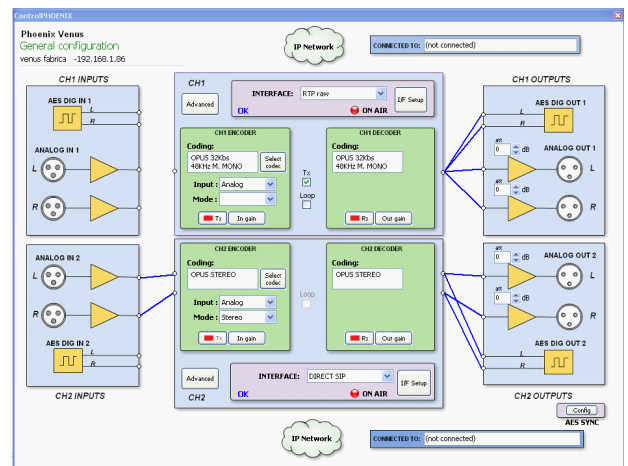 ControlPHOENIX
Phoenix Venus
General configuration
venus fabrica -192.168.1.86
IP Network
CONNECTED TO: (not connected)
CH1 INPUTS
AES DIG IN 1
L
R
ANALOG IN 1
L
R
CH1
Advanced
INTERFACE: RTP raw
I/F Setup
OK
ON AIR
CH1 ENCODER
Coding:
OPUS 32Kbs
48KHz M. MONO
Select codec
Input : Analog
Mode :
Tx
In gain
Tx
Loop
CH1 DECODER
Coding:
OPUS 32Kbs
48KHz M. MONO
Rx
Out gain
CH1 OUTPUTS
AES DIG OUT 1
L
R
ANALOG OUT 1
0 dB
L
0 dB
R
ANALOG IN 2
L
R
AES DIG IN 2
L
R
CH2 INPUTS
CH2 ENCODER
Coding:
OPUS STEREO
Select codec
Input : Analog
Mode : Stereo
Tx
In gain
Loop
CH2 DECODER
Coding:
OPUS STEREO
Rx
Out gain
Advanced
CH2
INTERFACE: DIRECT SIP
I/F Setup
OK
ON AIR
ANALOG OUT 2
0 dB
L
0 dB
R
AES DIG OUT 2
L
R
CH2 OUTPUTS
Config
AES SYNC
IP Network
CONNECTED TO: (not connected)